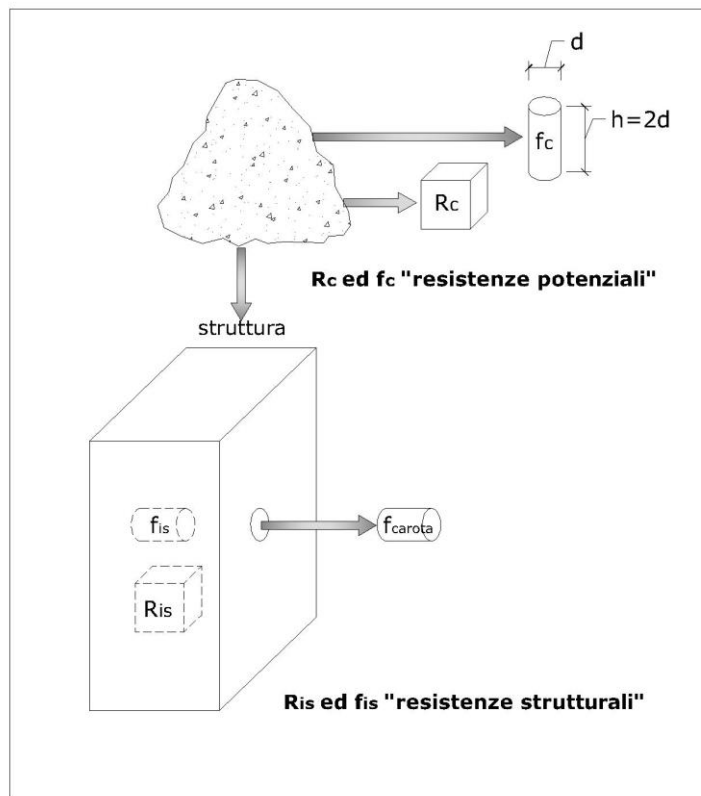 d
h=2d
fc
Rc
Rc ed fc "resistenze potenziali"
struttura
fis
fcarota
Ris
Ris ed fis "resistenze strutturali"